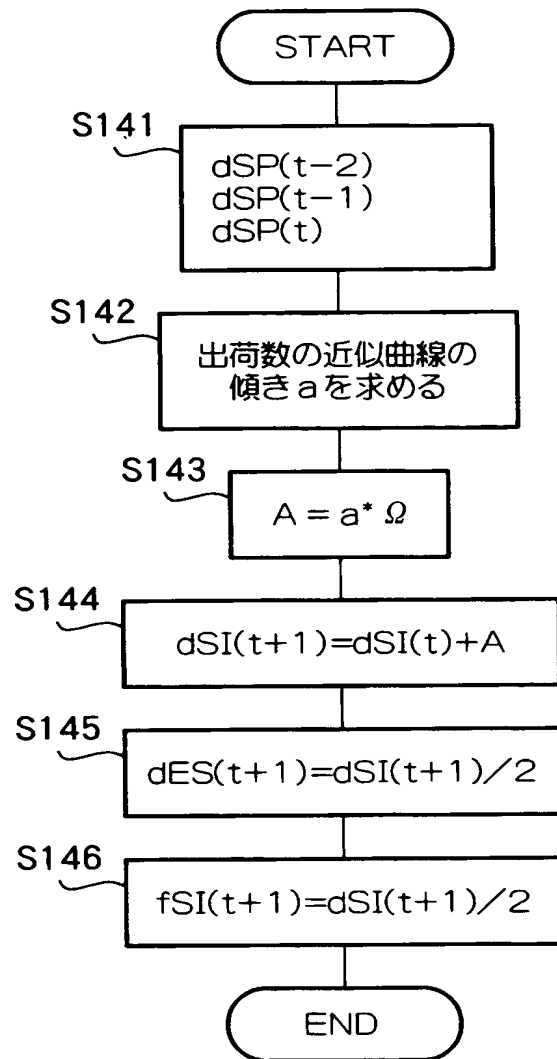 START
S141
dSP(t-2)
dSP(t-1)
dSP(t)
S142
出荷数の近似曲線の
傾きaを求める
S143
A=a* Ω
S144
dSI(t+1)=dSI(t)+A
S145
dES(t+1)=dSI(t+1)/2
S146
fSI(t+1)=dSI(t+1)/2
END